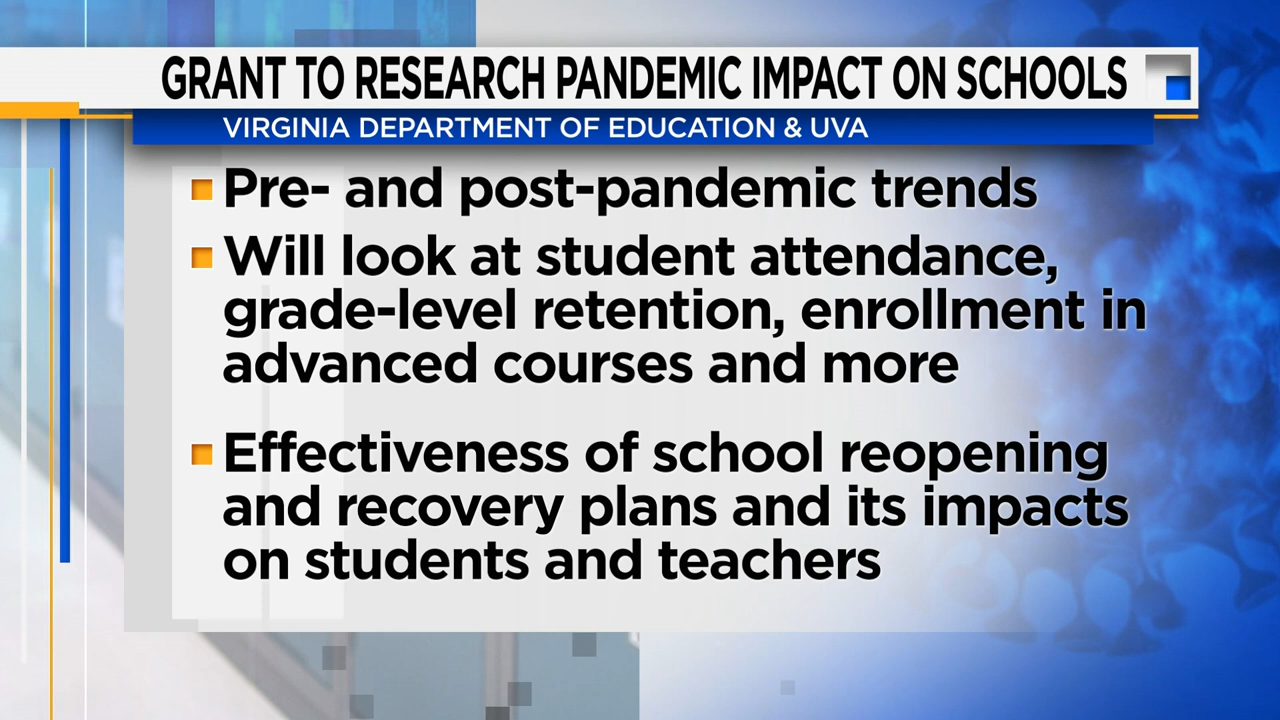 GRANT TO RESEARCH PANDEMIC IMPACT ON SCHOOLS
VIRGINIA DEPARTMENT OF EDUCATION & UVA
Pre- and post-pandemic trends
Will look at student attendance,
grade-level retention, enrollment in
advanced courses and more
Effectiveness of school reopening
and recovery plans and its impacts
on students and teachers